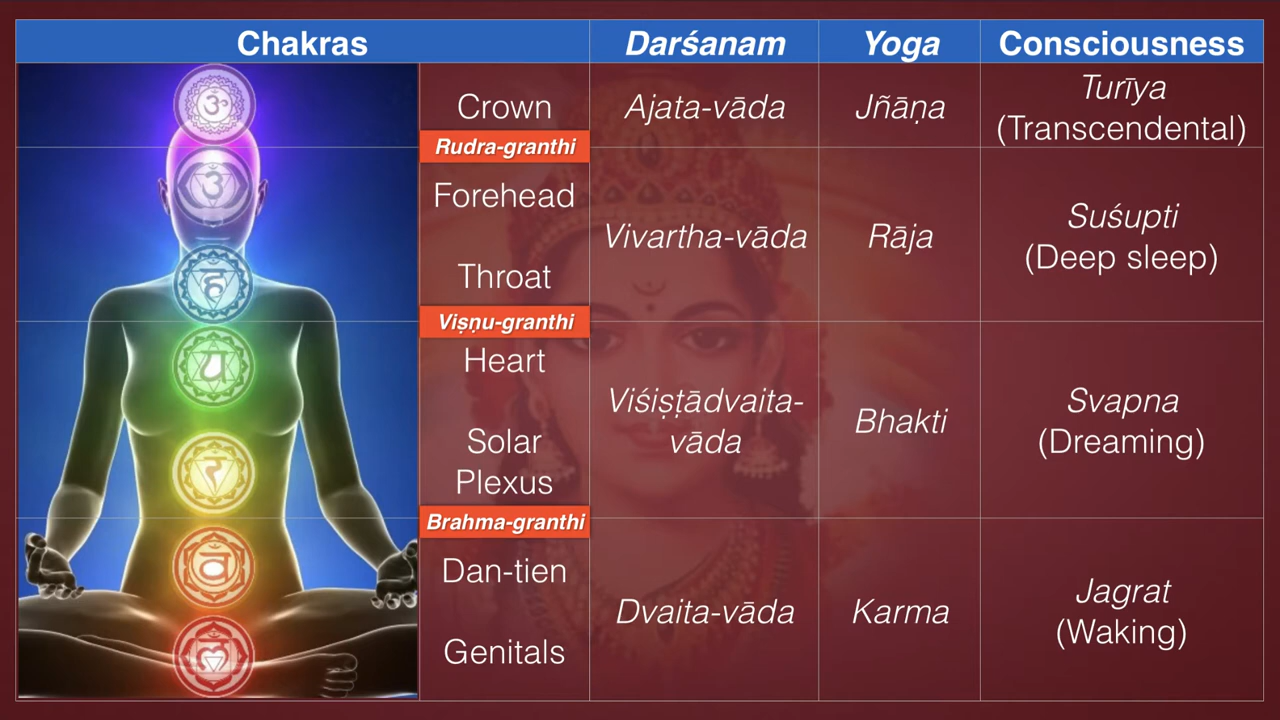 Chakras
Darśanam
Yoga
Consciousness
ॐ
Crown
Ajata-vāda
Jñāṇa
Turīya
(Transcendental)
Rudra-granthi
Forehead
Throat
Vivartha-vāda
Rāja
Suśupti
(Deep sleep)
हं
Viṣṇu-granthi
Heart
Solar
Plexus
Viśiṣṭādvaita-
vāda
Bhakti
Svapna
(Dreaming)
यं
रं
Brahma-granthi
Dan-tien
Genitals
Dvaita-vāda
Karma
Jagrat
(Waking)
वं